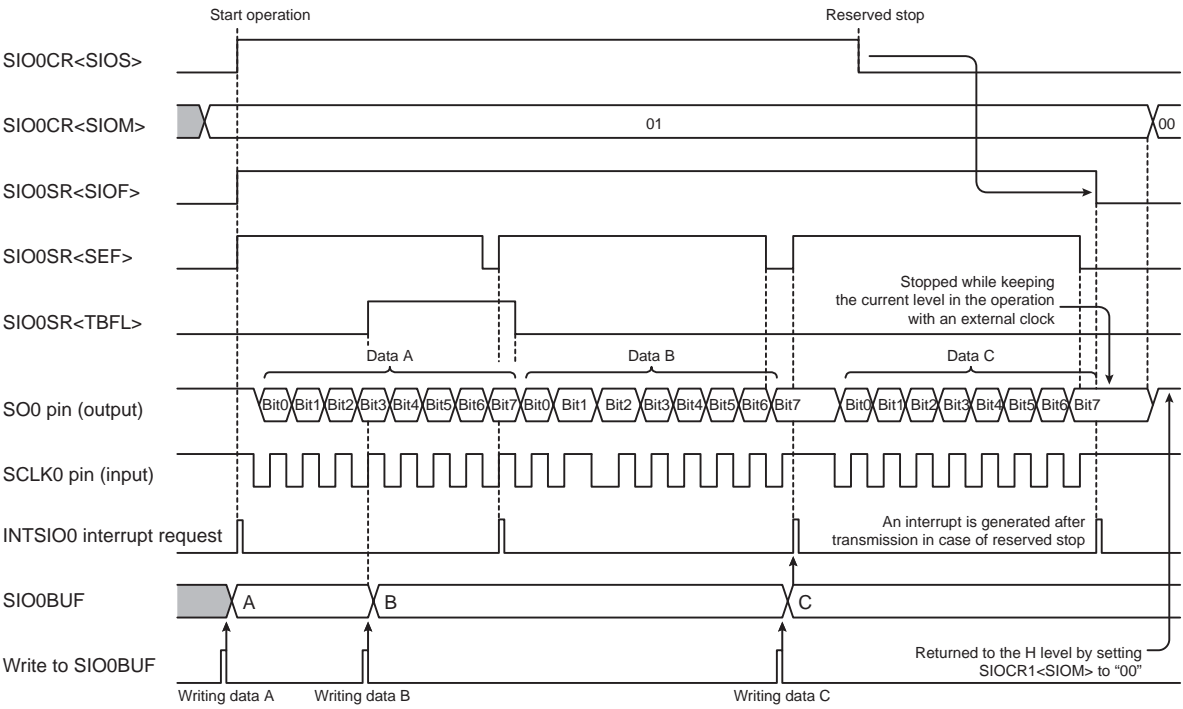 Start operation
Reserved stop
SIO0CR<SIOS>
SIO0CR<SIOM>
01
00
SIO0SR<SIOF>
SIO0SR<SEF>
Stopped while keeping
the current level in the operation
with an external clock
SIO0SR<TBFL>
Data A
Data B
Data C
SO0 pin (output)
Bit0 Bit1 Bit2 Bit3 Bit4 Bit5 Bit6 Bit7 Bit0 Bit1 Bit2 Bit3 Bit4 Bit5 Bit6 Bit7 Bit0 Bit1 Bit2 Bit3 Bit4 Bit5 Bit6 Bit7
SCLK0 pin (input)
INTSIO0 interrupt request
An interrupt is generated after
transmission in case of reserved stop
SIO0BUF
A
B
C
Write to SIO0BUF
Returned to the H level by setting
SIOCR1<SIOM> to “00”
Writing data A
Writing data B
Writing data C